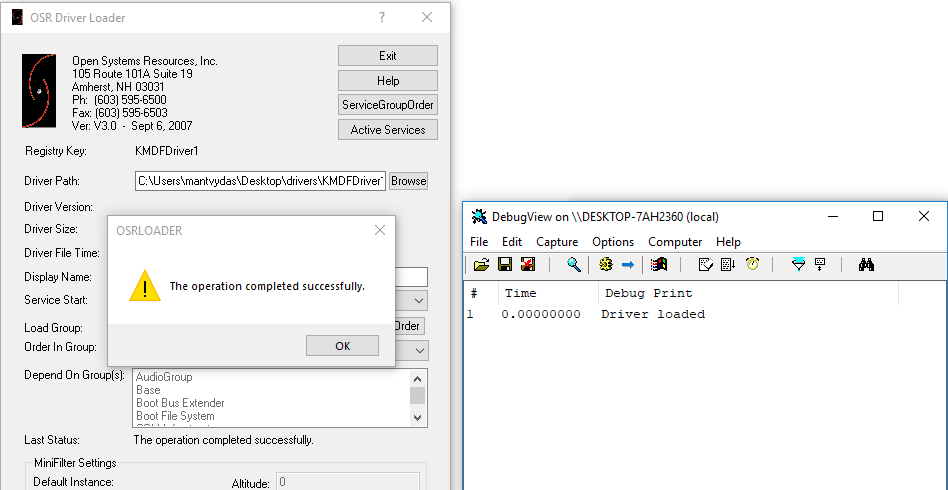 OSR Driver Loader
?
Exit
Open Systems Resources, Inc.
105 Route 101A Suite 19
Amherst, NH 03031
Ph: (603) 595-6500
Fax: (603) 595-6503
Ver: V3.0 - Sept 6, 2007
Help
ServiceGroupOrder
Active Services
Registry Key: KMDFDriver1
Driver Path: C:\Users\mantvydas\Desktop\drivers\KMDFDriver Browse
Driver Version:
Driver Size:
Driver File Time:
Display Name:
Service Start:
Load Group:
Order
Order In Group:
Depend On Group(s): AudioGroup
Base
Boot Bus Extender
Boot File System
Last Status: The operation completed successfully.
MiniFilter Settings
Default Instance: Altitude: 0
OSRLOADER
The operation completed successfully.
OK
DebugView on \\DESKTOP-7AH2360 (local)
File Edit Capture Options Computer Help
# Time Debug Print
1 0.00000000 Driver loaded